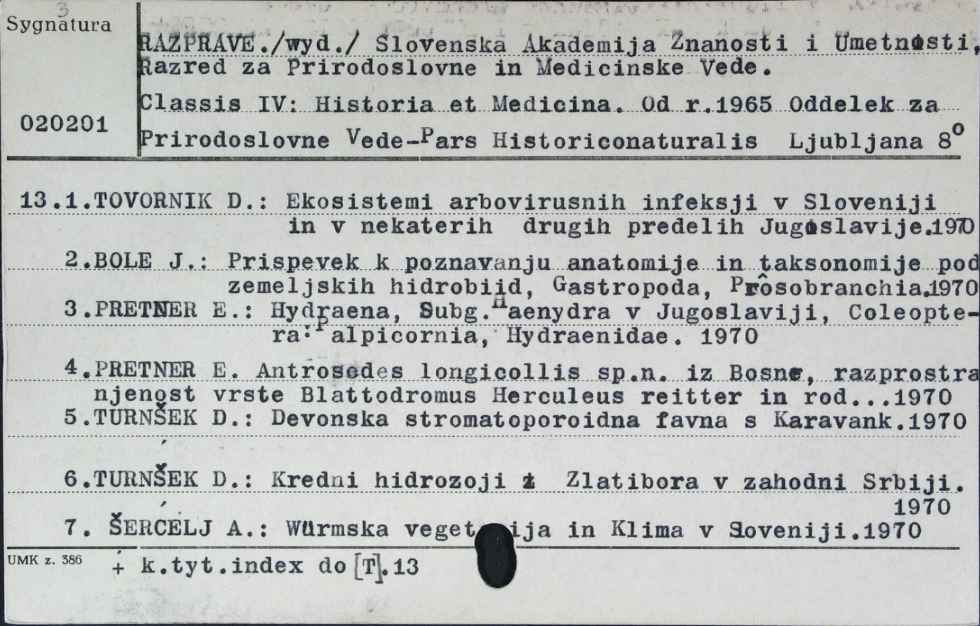 3
Sygnatura
RAZPRAVE./wyd./ Slovenska Akademija Znanosti i Umetnosti,
Razred za Prirodoslovne in Medicinske Vede.
Classis IV: Historia et Medicina. Od r.1965 Oddelek za
020201
Prirodoslovne Vede-Pars Historiconaturalis Ljubljana 8°
13.1.TOVORNIK D.: Ekosistemi arbovirusnih infeksji v Sloveniji
in v nekaterih drugih predelih Jugoslavije.1970
2.BOLE J.: Prispevek k poznavanju anatomije in taksonomije pod
zemeljskih hidrobiid, Gastropoda, Prosobranchia.1970
3.PRETNER E.: Hydraena, Subg. Haenydra v Jugoslaviji, Coleopte-
ra: Palpicornia, Hydraenidae. 1970
4.PRETNER E. Antrosedes longicollis sp.n. iz Bosne, razprostra
njenost vrste Blattodromus Herculeus reitter in rod...1970
5.TURNŠEK D.: Devonska stromatoporoidna favna s Karavank.1970
6.TURNŠEK D.: Kredni hidrozoji z Zlatibora v zahodni Srbiji.
1970
7. ŠERCELJ A.: Würmska veget ija in Klima v Sloveniji.1970
UMK z. 386
+ k.tyt.index do [T].13